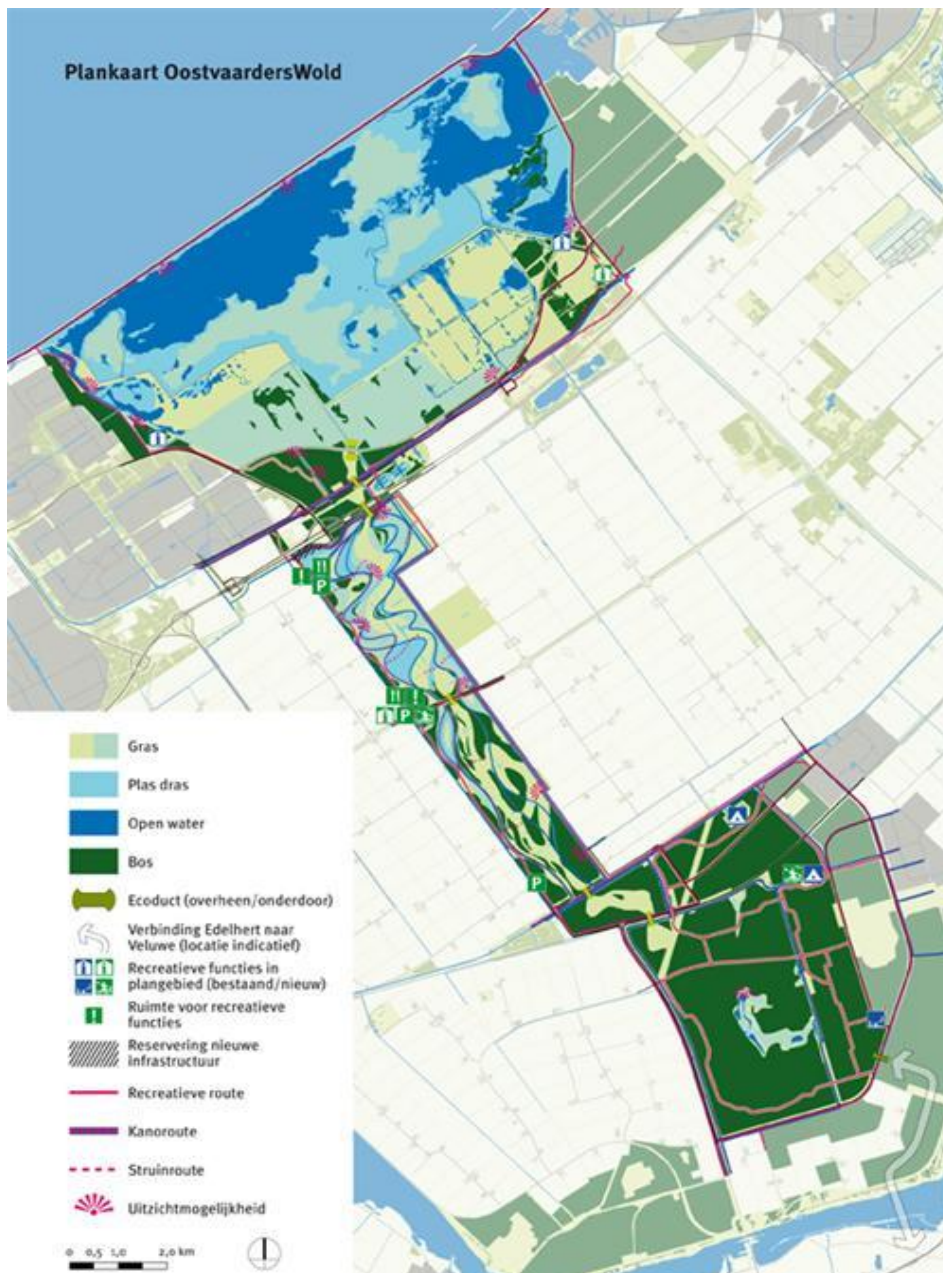 Plankaart OostvaardersWold
P
P
P
Gras
Plas dras
Open water
Bos
Ecoduct (overheen/onderdoor)
Verbinding Edelhert naar
Veluwe (locatie indicatief)
Recreatieve functies in
plangebied (bestaand/nieuw)
Ruimte voor recreatieve
functies
Reservering nieuwe
infrastructuur
Recreatieve route
Kanoroute
Struinroute
Uitzichtmogelijkheid
0 0,5 1,0 2,0 km